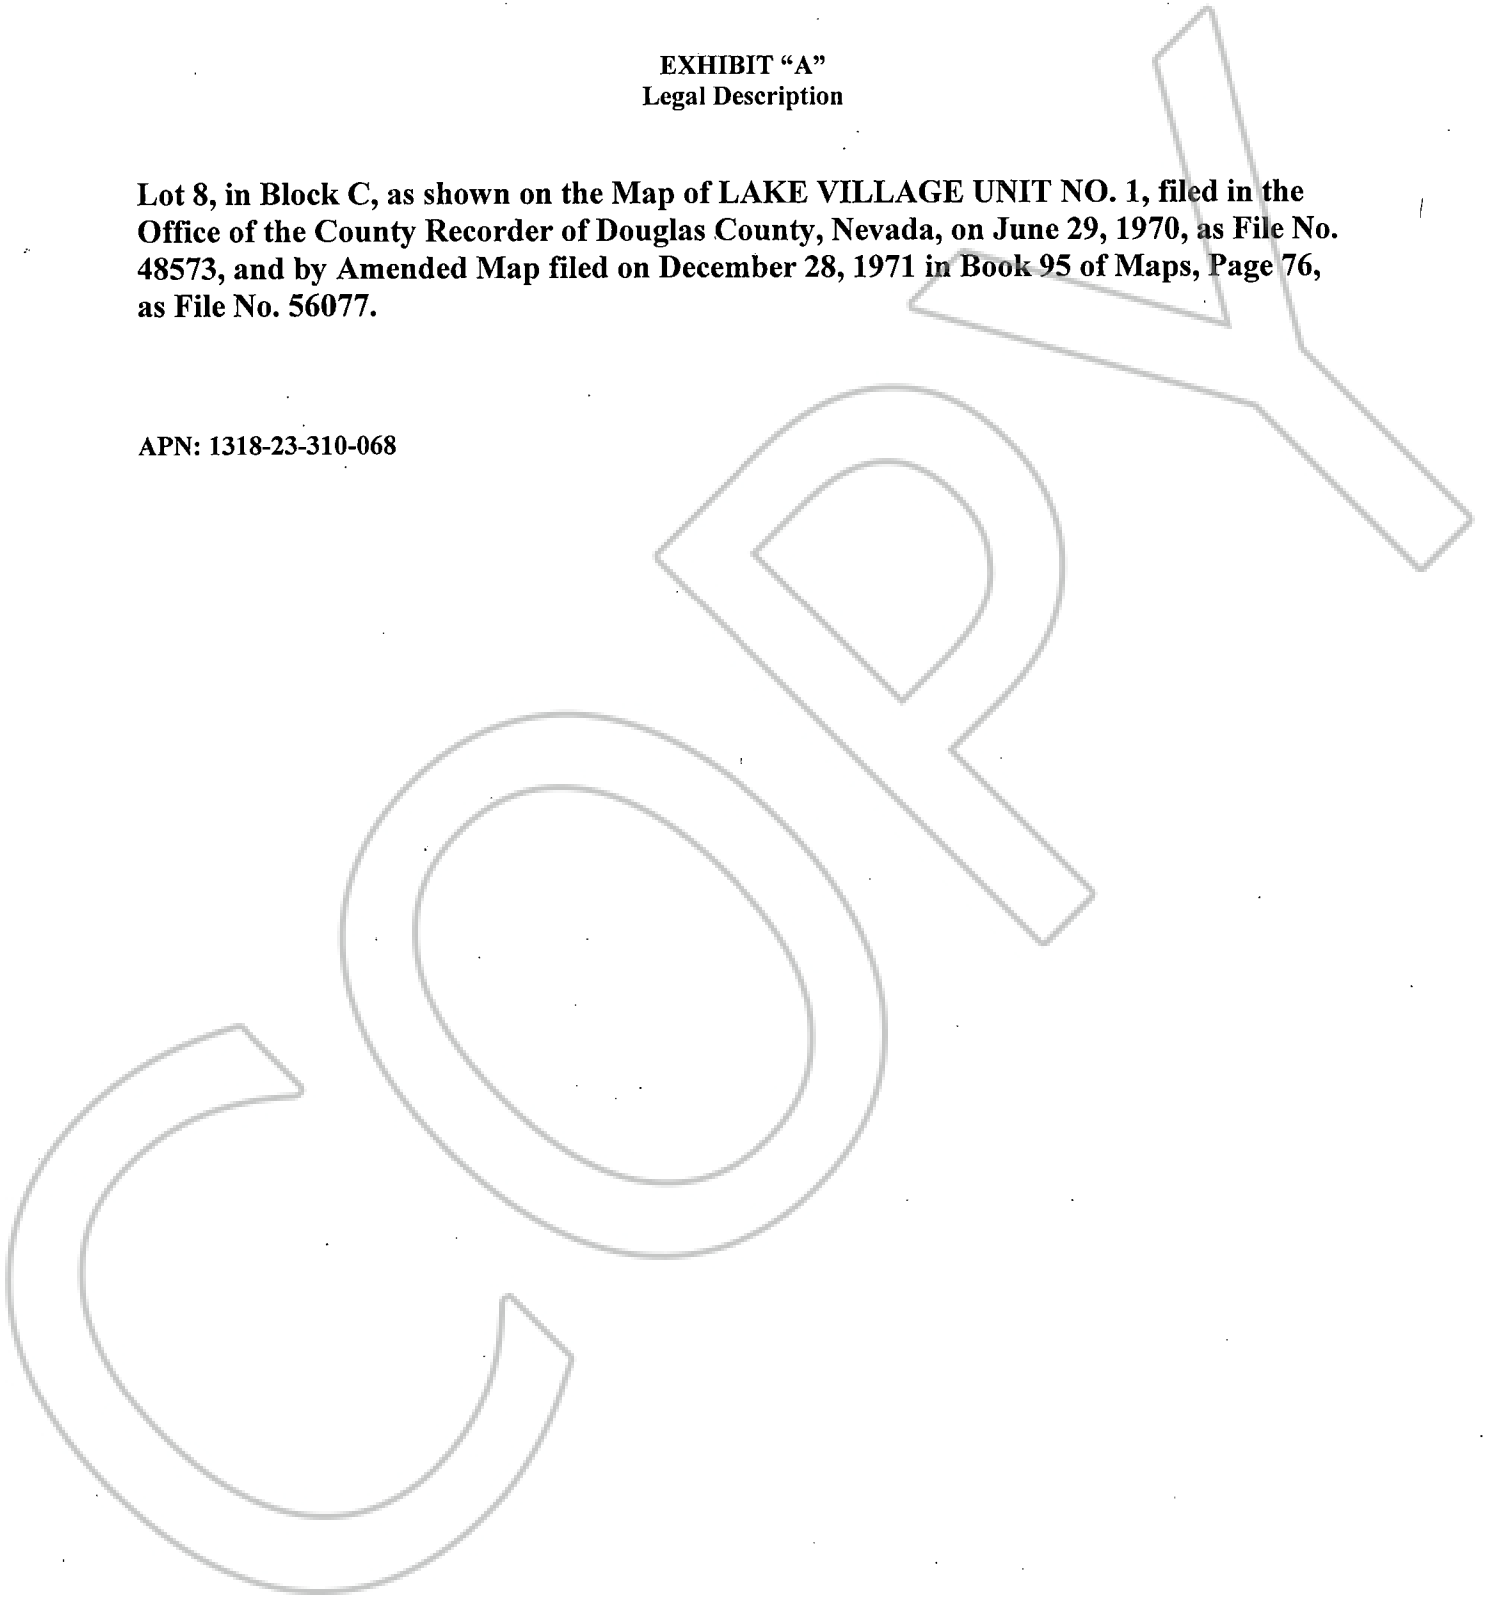 EXHIBIT “A”
Legal Description
Lot 8, in Block C, as shown on the Map of LAKE VILLAGE UNIT NO. 1, filed in the
Office of the County Recorder of Douglas County, Nevada, on June 29, 1970, as File No.
48573, and by Amended Map filed on December 28, 1971 in Book 95 of Maps, Page 76,
as File No. 56077.
APN: 1318-23-310-068
COPY